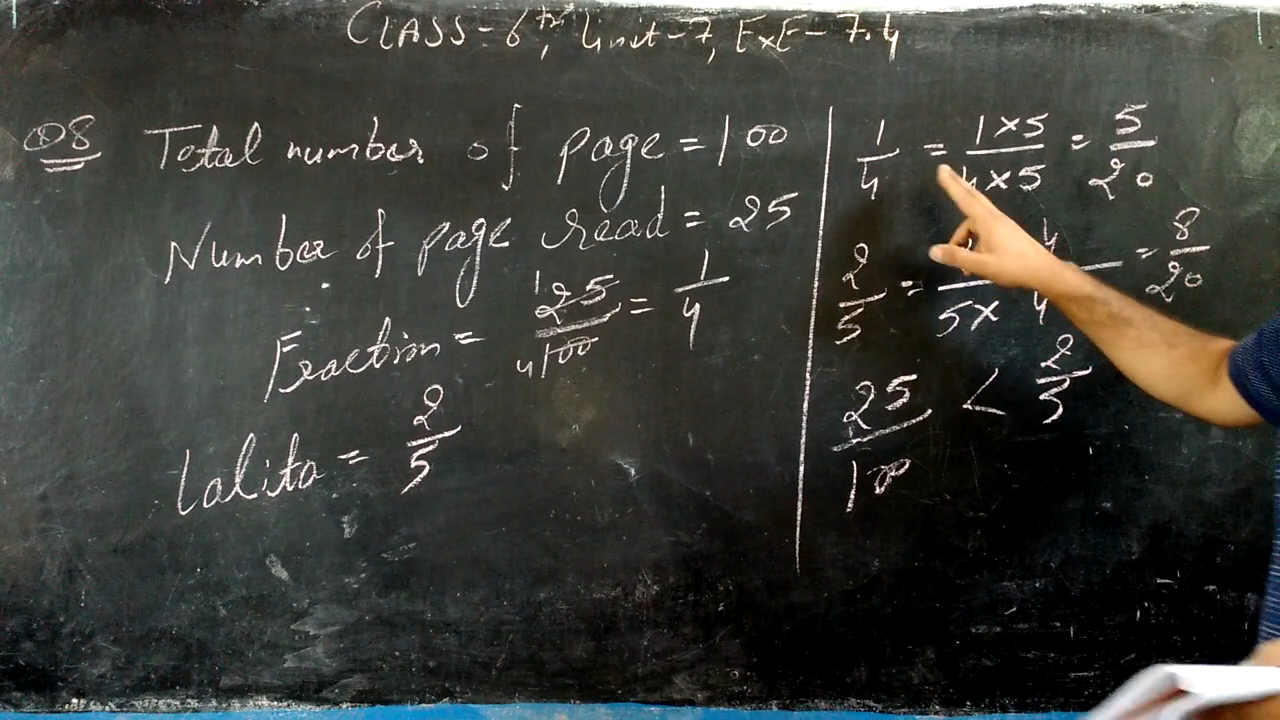 CLASS-6th, Unit-7, ExE-7.4
Q8 Total number of page = 100
Number of page read = 25
Fraction = 25/100 = 1/4
Lalita = 2/5
1/4 = 1×5/4×5 = 5/20
2/5 = 4/5×4 = 8/20
25/100 < 2/5